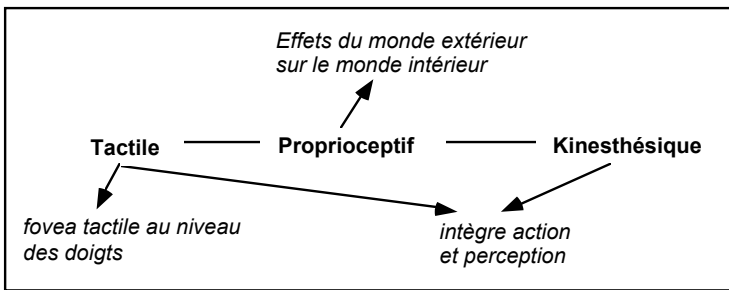 Effets du monde extérieur
sur le monde intérieur
Tactile Proprioceptif Kinesthésique
fovea tactile au niveau
des doigts
intègre action
et perception